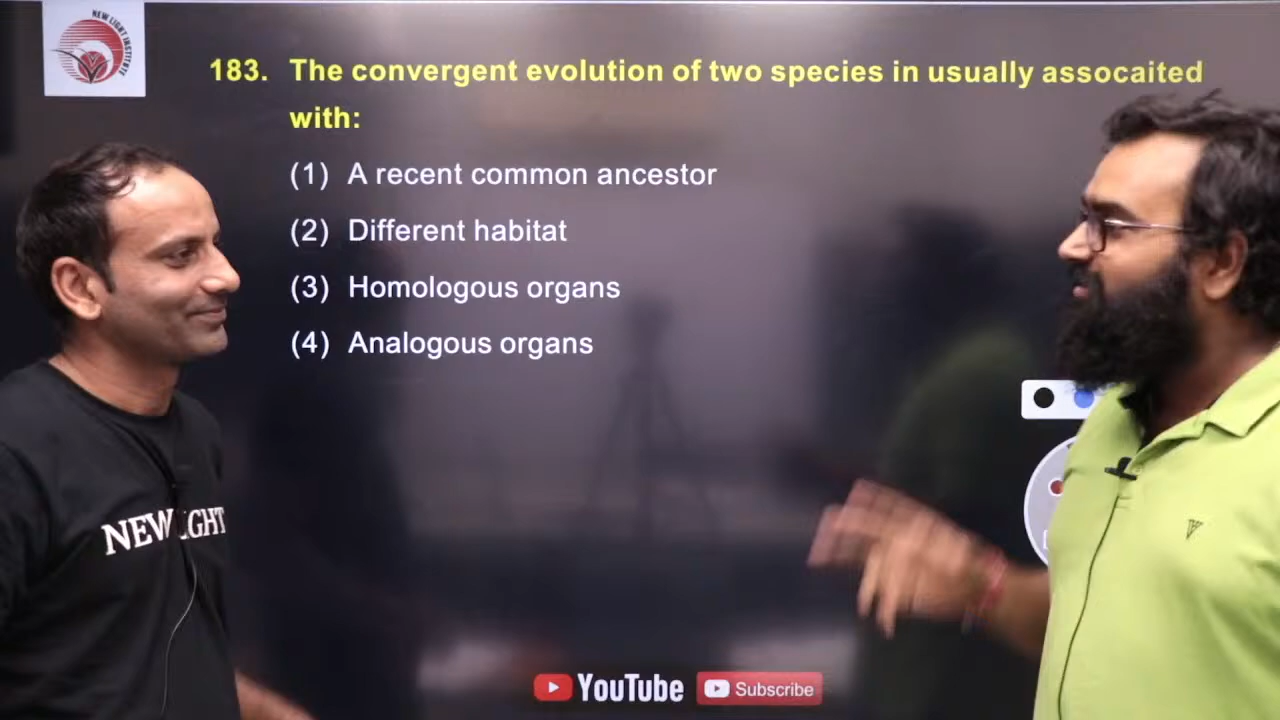 NEW LIGHT INSTITUTE
183. The convergent evolution of two species in usually assocaited
with:
(1) A recent common ancestor
(2) Different habitat
(3) Homologous organs
(4) Analogous organs
NEW LIGHT
YouTube
Subscribe